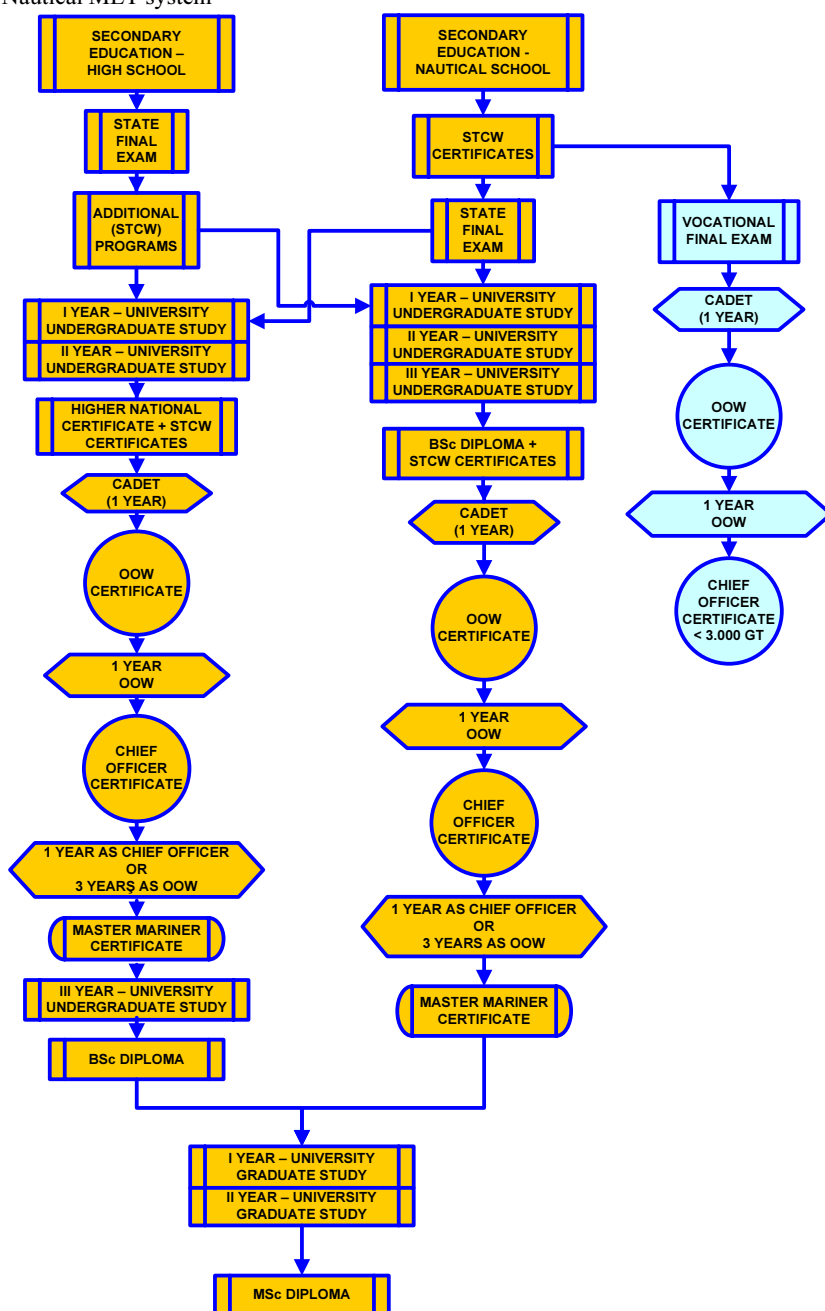 Nautical MET system
SECONDARY
EDUCATION –
HIGH SCHOOL
STATE
FINAL
EXAM
ADDITIONAL
(STCW)
PROGRAMS
I YEAR – UNIVERSITY
UNDERGRADUATE STUDY
II YEAR – UNIVERSITY
UNDERGRADUATE STUDY
HIGHER NATIONAL
CERTIFICATE + STCW
CERTIFICATES
CADET
(1 YEAR)
OOW
CERTIFICATE
1 YEAR
OOW
CHIEF
OFFICER
CERTIFICATE
1 YEAR AS CHIEF OFFICER
OR
3 YEARS AS OOW
MASTER MARINER
CERTIFICATE
III YEAR – UNIVERSITY
UNDERGRADUATE STUDY
BSc DIPLOMA
SECONDARY
EDUCATION -
NAUTICAL SCHOOL
STCW
CERTIFICATES
STATE
FINAL
EXAM
I YEAR – UNIVERSITY
UNDERGRADUATE STUDY
II YEAR – UNIVERSITY
UNDERGRADUATE STUDY
III YEAR – UNIVERSITY
UNDERGRADUATE STUDY
BSc DIPLOMA +
STCW CERTIFICATES
CADET
(1 YEAR)
OOW
CERTIFICATE
1 YEAR
OOW
CHIEF
OFFICER
CERTIFICATE
1 YEAR AS CHIEF OFFICER
OR
3 YEARS AS OOW
MASTER MARINER
CERTIFICATE
VOCATIONAL
FINAL EXAM
CADET
(1 YEAR)
OOW
CERTIFICATE
1 YEAR
OOW
CHIEF
OFFICER
CERTIFICATE
< 3.000 GT
I YEAR – UNIVERSITY
GRADUATE STUDY
II YEAR – UNIVERSITY
GRADUATE STUDY
MSc DIPLOMA